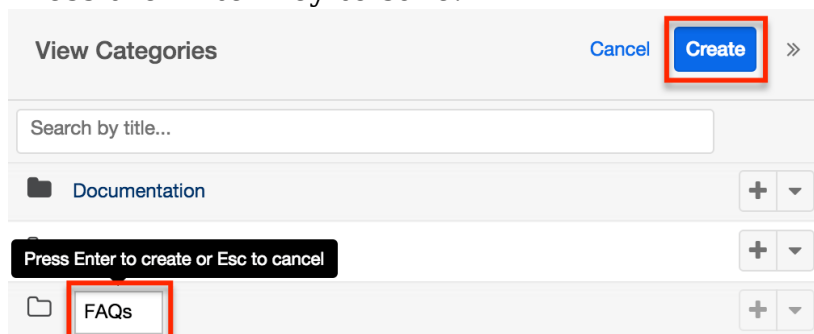 View Categories Cancel Create »
Search by title...
Documentation
Press Enter to create or Esc to cancel
FAQs